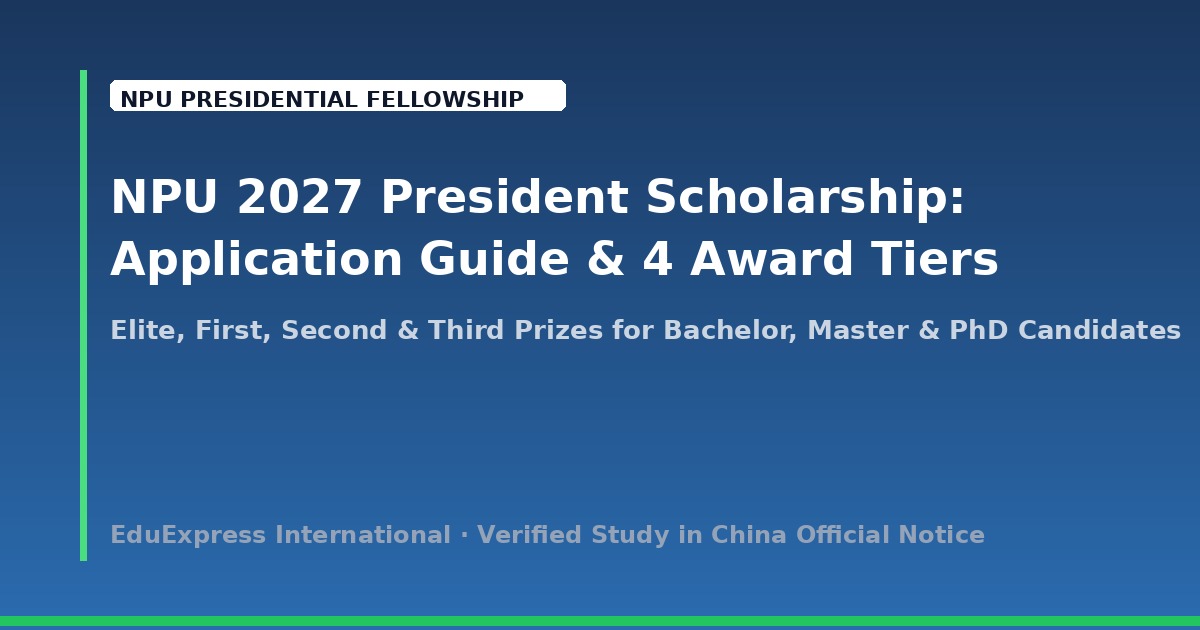 NPU PRESIDENTIAL FELLOWSHIP
NPU 2027 President Scholarship:
Application Guide & 4 Award Tiers
Elite, First, Second & Third Prizes for Bachelor, Master & PhD Candidates
EduExpress International · Verified Study in China Official Notice